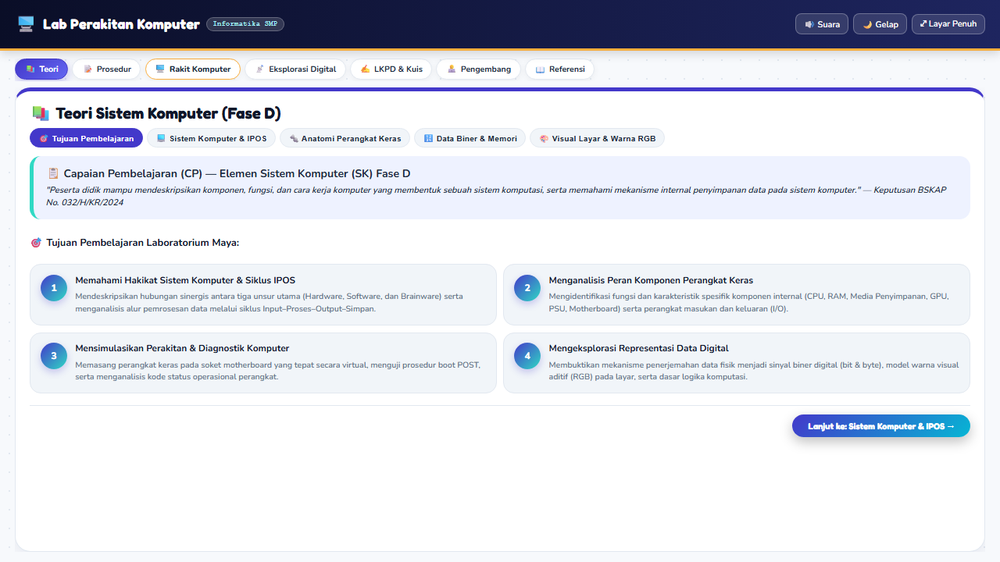 Lab Perakitan Komputer
Informatika SMP
Suara
Gelap
Layar Penuh
Teori
Prosedur
Rakit Komputer
Eksplorasi Digital
LKPD & Kuis
Pengembang
Referensi
Teori Sistem Komputer (Fase D)
Tujuan Pembelajaran
Sistem Komputer & IPOS
Anatomi Perangkat Keras
Data Biner & Memori
Visual Layar & Warna RGB
Capaian Pembelajaran (CP) — Elemen Sistem Komputer (SK) Fase D
"Peserta didik mampu mendeskripsikan komponen, fungsi, dan cara kerja komputer yang membentuk sebuah sistem komputasi, serta memahami mekanisme internal penyimpanan data pada sistem komputer." — Keputusan BSKAP
No. 032/H/KR/2024
Tujuan Pembelajaran Laboratorium Maya:
1
Memahami Hakikat Sistem Komputer & Siklus IPOS
Mendeskripsikan hubungan sinergis antara tiga unsur utama (Hardware, Software, dan Brainware) serta
menganalisis alur pemrosesan data melalui siklus Input–Proses–Output–Simpan.
2
Menganalisis Peran Komponen Perangkat Keras
Mengidentifikasi fungsi dan karakteristik spesifik komponen internal (CPU, RAM, Media Penyimpanan, GPU,
PSU, Motherboard) serta perangkat masukan dan keluaran (I/O).
3
Mensimulasikan Perakitan & Diagnostik Komputer
Memasang perangkat keras pada soket motherboard yang tepat secara virtual, menguji prosedur boot POST,
serta menganalisis kode status operasional perangkat.
4
Mengeksplorasi Representasi Data Digital
Membuktikan mekanisme penerjemahan data fisik menjadi sinyal biner digital (bit & byte), model warna visual
aditif (RGB) pada layar, serta dasar logika komputasi.
Lanjut ke: Sistem Komputer & IPOS →